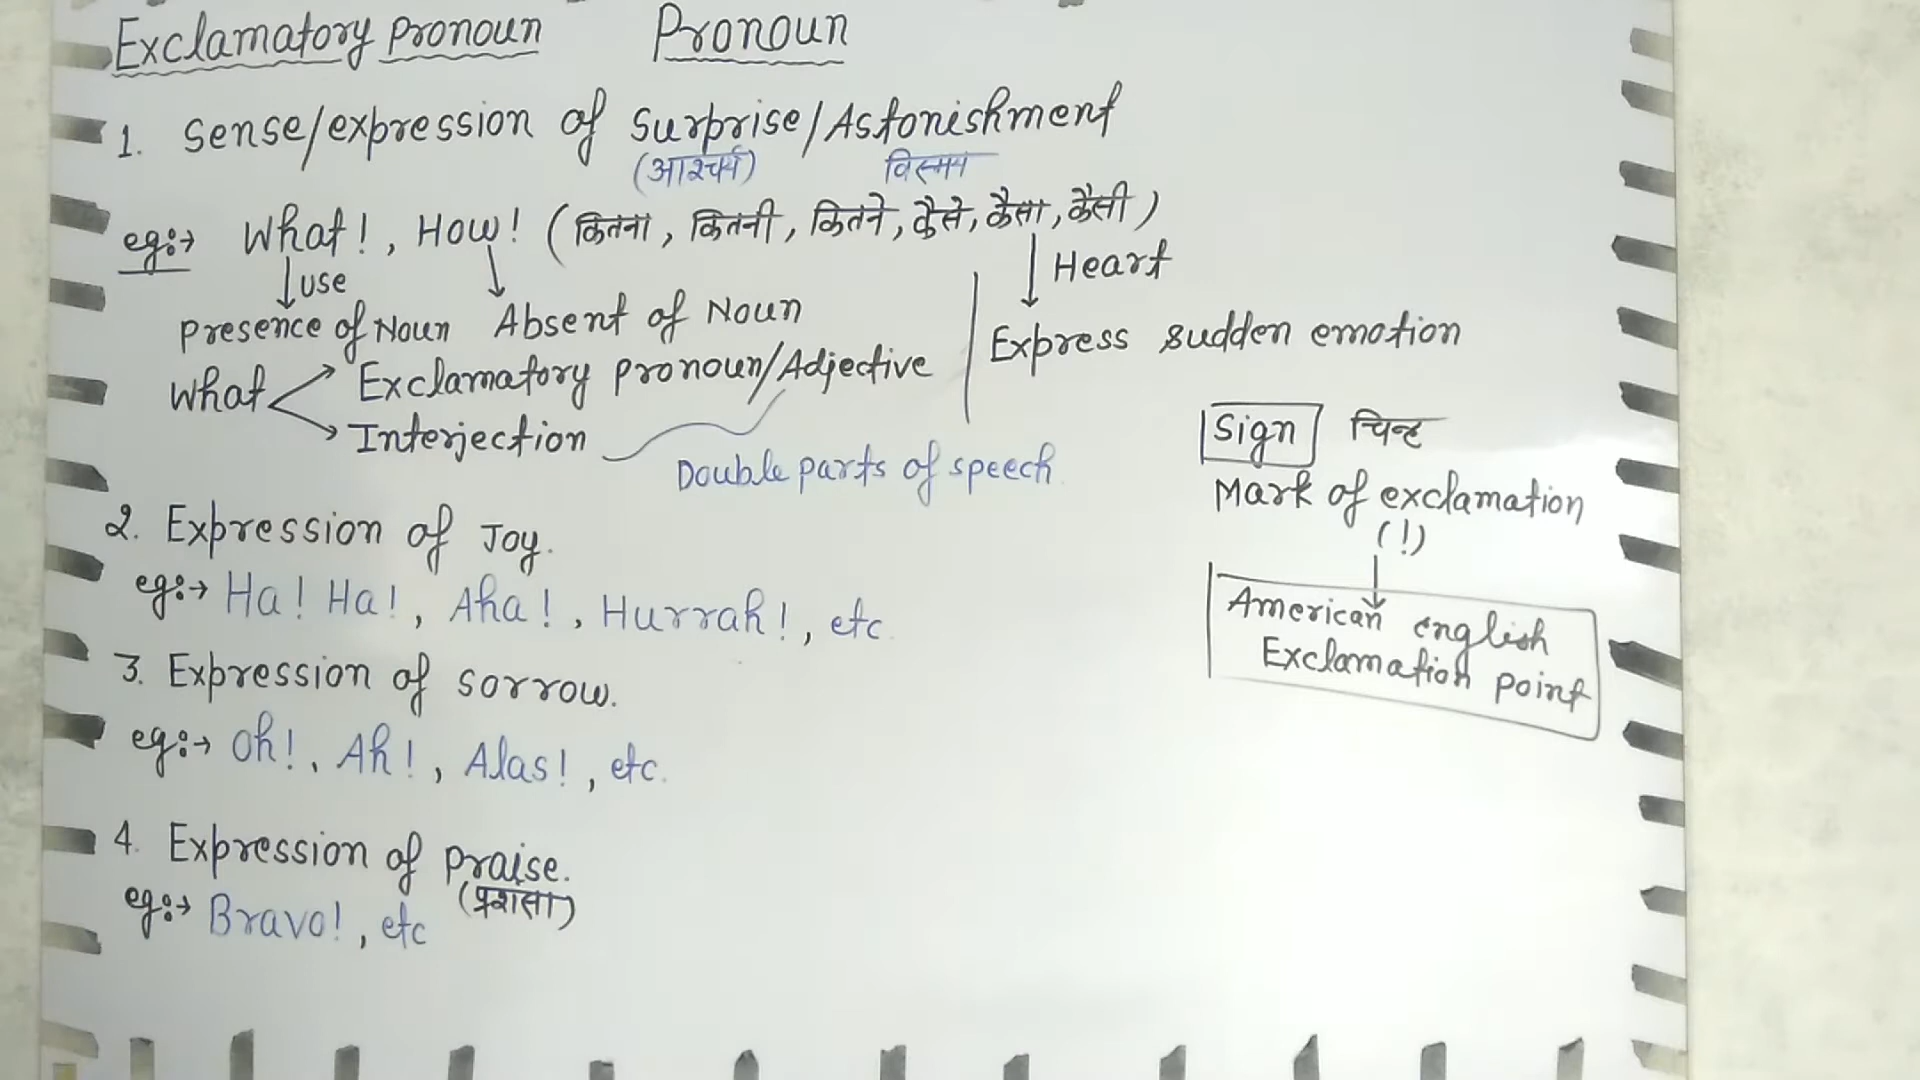 Exclamatory pronoun Pronoun
1. Sense/expression of Surprise/Astonishment
(आश्चर्य) विस्मय
eg:→ What!, How! (कितना, कितनी, कितने, कैसे, कैसा, कैसी)
↓use ↓ ↓ Heart
Presence of Noun Absent of Noun
Express sudden emotion
What → Exclamatory pronoun/Adjective
→ Interjection
Double parts of speech
Sign चिन्ह
Mark of exclamation
(!)
↓
American english
Exclamation point
2. Expression of Joy.
eg:→ Ha! Ha!, Aha!, Hurrah!, etc.
3. Expression of sorrow.
eg:→ Oh!, Ah!, Alas!, etc.
4. Expression of praise.
(प्रशंसा)
eg:→ Bravo!, etc